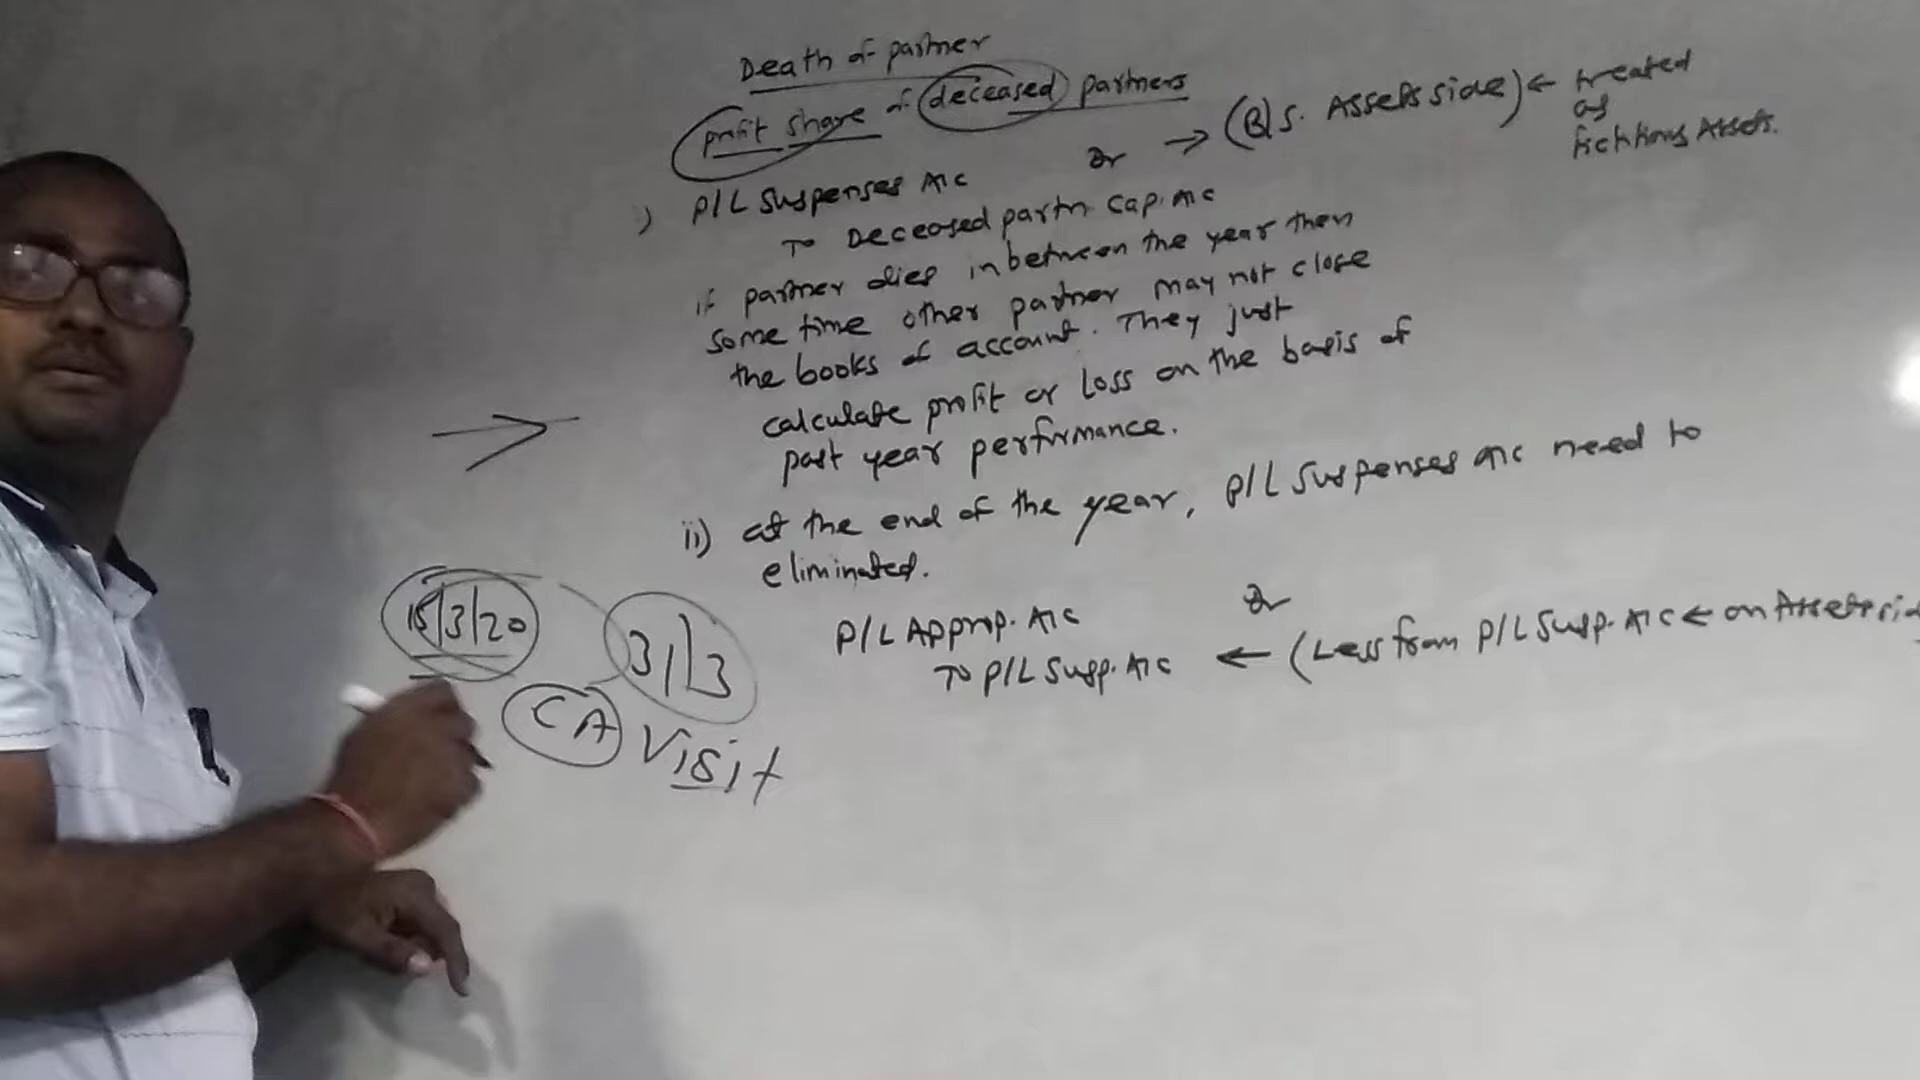 Death of partner
profit share of deceased partners
i) P/L Suspenses A/c or → (B/S. Assets side) ← treated
as
fictitious Assets.
To Deceased partn. Cap. A/c
if partner dies in between the year then
some time other partner may not close
the books of account. They just
calculate profit or Loss on the basis of
past year performance.
ii) at the end of the year, P/L Suspenses a/c need to
eliminated.
P/L Approp. A/c or
To P/L Susp. A/c ← (Less from P/L Susp. A/c ← on Assets sid
15/3/20 31/3
CA Visit